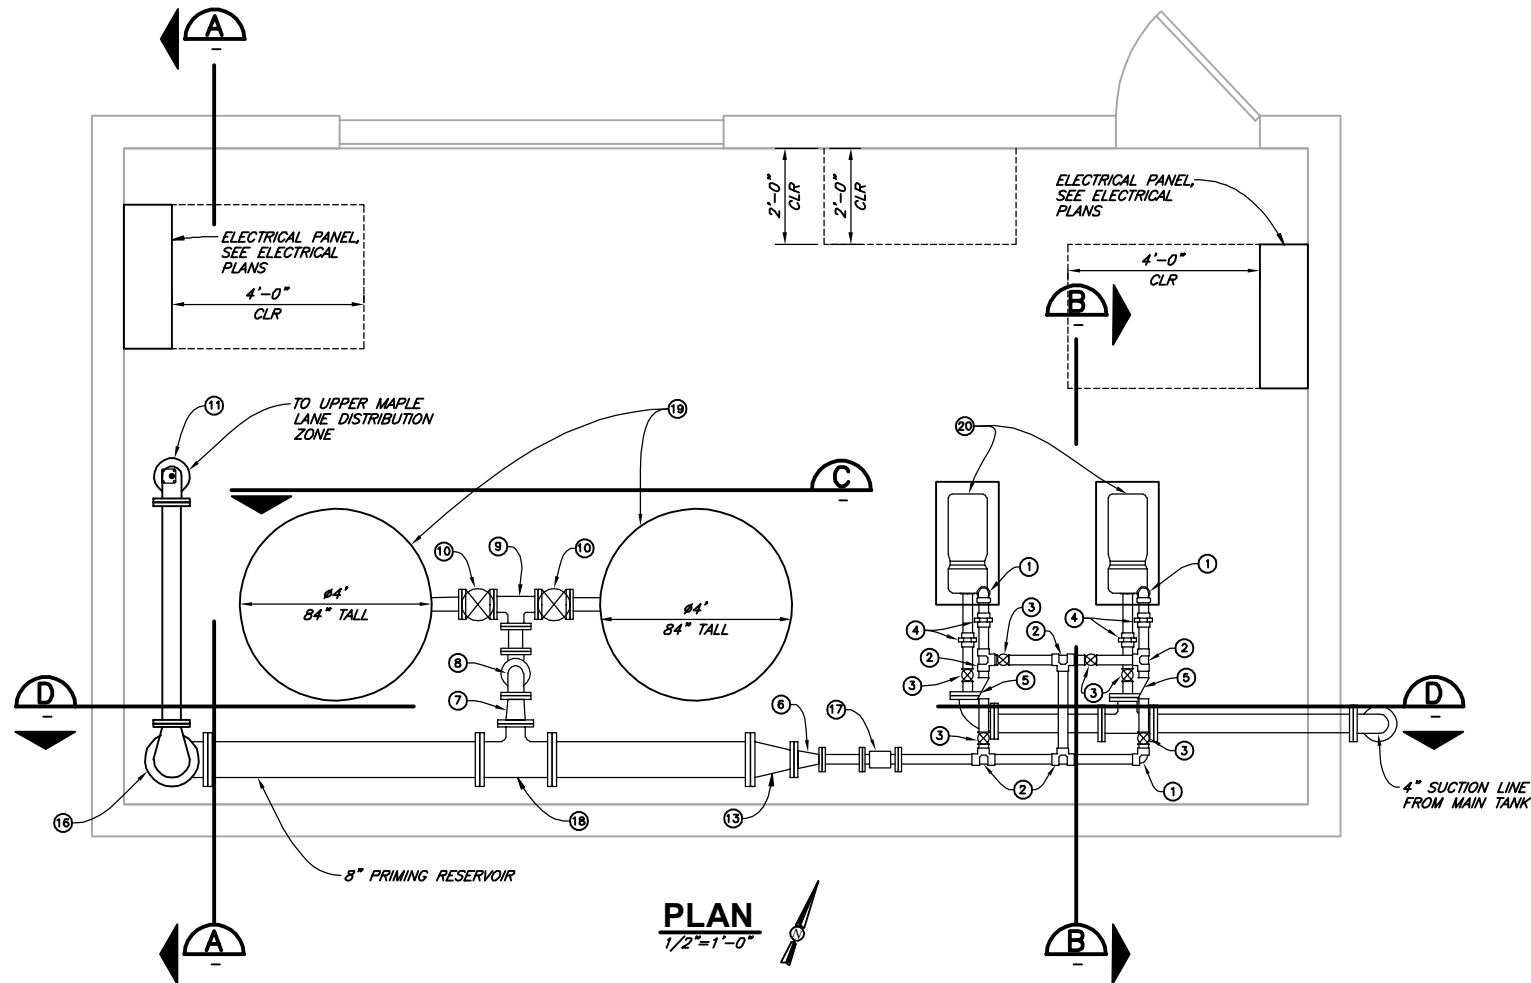 A
–
ELECTRICAL PANEL,
SEE ELECTRICAL
PLANS
4'-0"
CLR
2'-0"
CLR
2'-0"
CLR
ELECTRICAL PANEL,
SEE ELECTRICAL
PLANS
4'-0"
CLR
B
–
11
TO UPPER MAPLE
LANE DISTRIBUTION
ZONE
19
20
C
–
10
9
10
1
1
ø4'
84" TALL
ø4'
84" TALL
4
3
2
4
2
2
8
3
5
3
5
D
–
7
6
17
3
3
D
–
16
18
13
2
1
4" SUCTION LINE
FROM MAIN TANK
8" PRIMING RESERVOIR
A
–
PLAN
1/2"=1'-0"
N
B
–